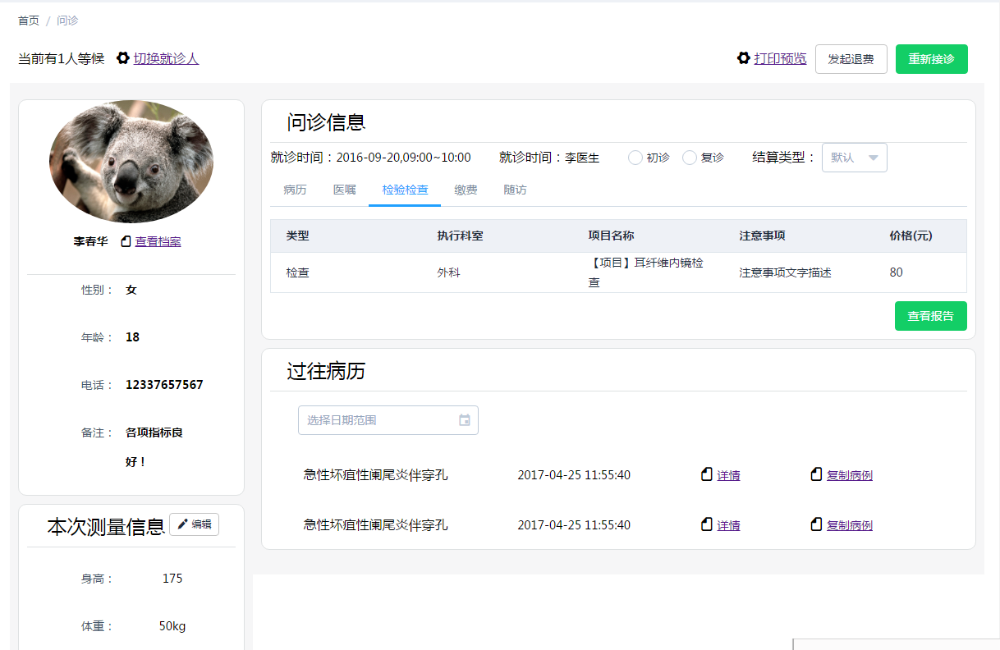 首页 / 问诊
当前有1人等候 切换就诊人 打印预览 发起退费 重新接诊
李春华 查看档案
性别： 女
年龄： 18
电话： 12337657567
备注： 各项指标良
好！
本次测量信息 编辑
身高： 175
体重： 50kg
问诊信息
就诊时间：2016-09-20,09:00~10:00 就诊时间：李医生 初诊 复诊 结算类型： 默认
病历 医嘱 检验检查 缴费 随访
类型 执行科室 项目名称 注意事项 价格(元)
检查 外科 【项目】耳纤维内镜检
查 注意事项文字描述 80
查看报告
过往病历
选择日期范围
急性坏疽性阑尾炎伴穿孔 2017-04-25 11:55:40 详情 复制病例
急性坏疽性阑尾炎伴穿孔 2017-04-25 11:55:40 详情 复制病例